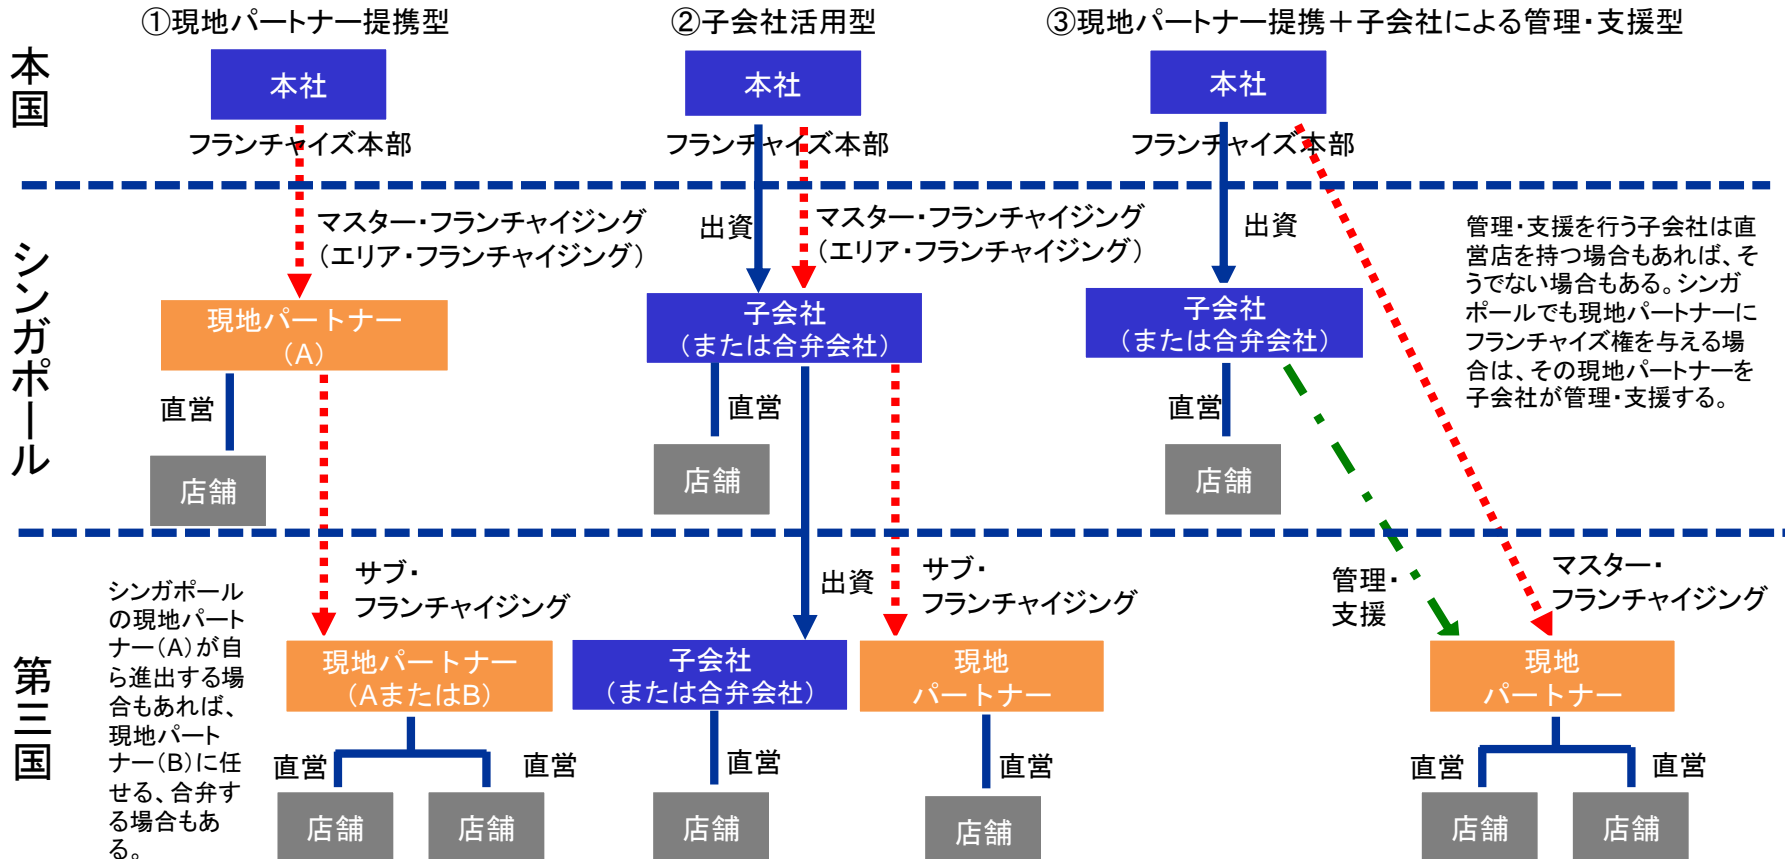 ①現地パートナー提携型
②子会社活用型
③現地パートナー提携＋子会社による管理・支援型
本国
本社
本社
本社
フランチャイズ本部
フランチャイズ本部
フランチャイズ本部
シンガポール
マスター・フランチャイジング
（エリア・フランチャイジング）
出資
マスター・フランチャイジング
（エリア・フランチャイジング）
出資
管理・支援を行う子会社は直
営店を持つ場合もあれば、そ
うでない場合もある。シンガ
ポールでも現地パートナーに
フランチャイズ権を与える場
合は、その現地パートナーを
子会社が管理・支援する。
現地パートナー
（A）
子会社
（または合弁会社）
子会社
（または合弁会社）
直営
直営
直営
店舗
店舗
店舗
第三国
シンガポール
の現地パート
ナー（A）が自
ら進出する場
合もあれば、
現地パート
ナー（B）に任
せる、合弁す
る場合もあ
る。
サブ・
フランチャイジング
出資
サブ・
フランチャイジング
管理・
支援
マスター・
フランチャイジング
現地パートナー
（AまたはB）
子会社
（または合弁会社）
現地
パートナー
現地
パートナー
直営
直営
直営
直営
直営
直営
店舗
店舗
店舗
店舗
店舗
店舗